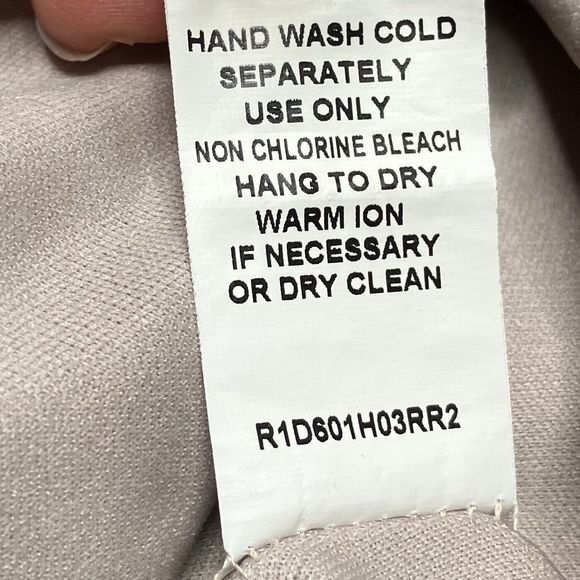 HAND WASH COLD
SEPARATELY
USE ONLY
NON CHLORINE BLEACH
HANG TO DRY
WARM ION
IF NECESSARY
OR DRY CLEAN
R1D601H03RR2